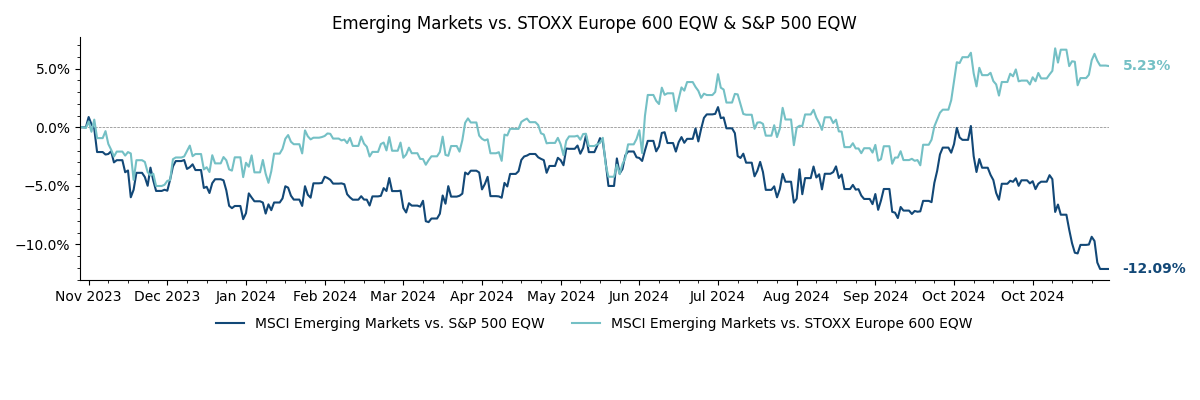 Emerging Markets vs. STOXX Europe 600 EQW & S&P 500 EQW
5.0%
0.0%
−5.0%
−10.0%
5.23%
-12.09%
Nov 2023 Dec 2023 Jan 2024 Feb 2024 Mar 2024 Apr 2024 May 2024 Jun 2024 Jul 2024 Aug 2024 Sep 2024 Oct 2024 Oct 2024
MSCI Emerging Markets vs. S&P 500 EQW MSCI Emerging Markets vs. STOXX Europe 600 EQW